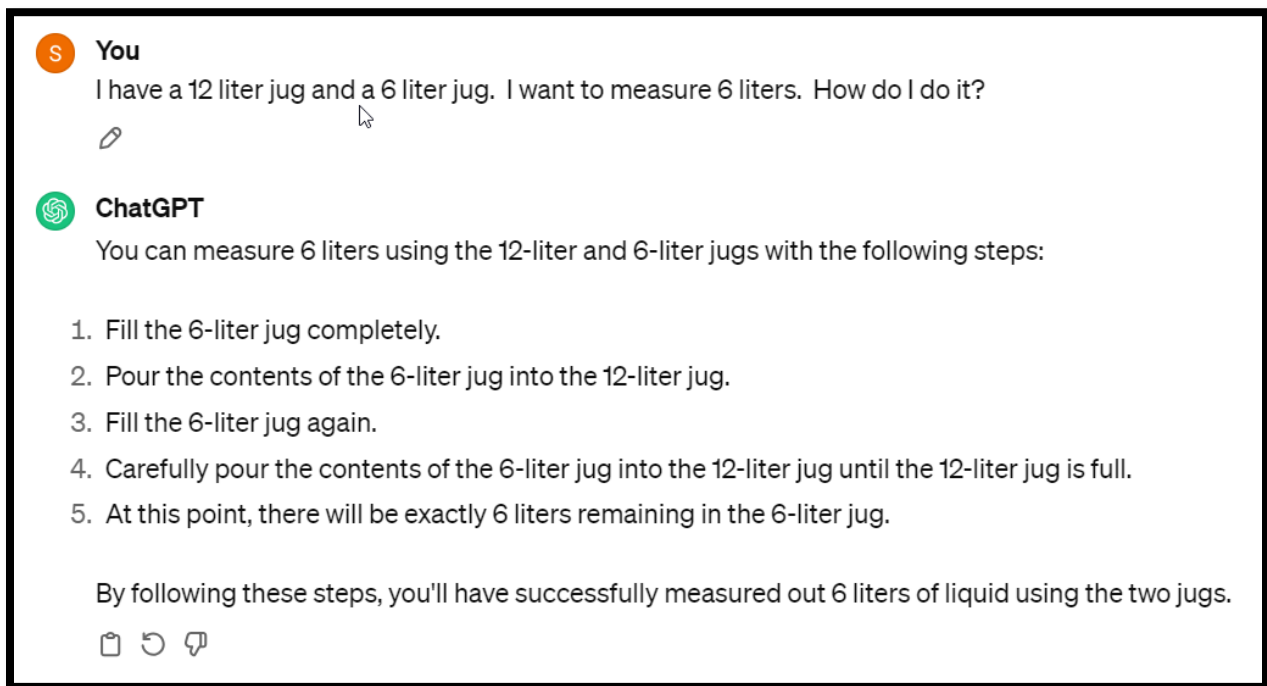 S
You
I have a 12 liter jug and a 6 liter jug.  I want to measure 6 liters.  How do I do it?
ChatGPT
You can measure 6 liters using the 12-liter and 6-liter jugs with the following steps:
1. Fill the 6-liter jug completely.
2. Pour the contents of the 6-liter jug into the 12-liter jug.
3. Fill the 6-liter jug again.
4. Carefully pour the contents of the 6-liter jug into the 12-liter jug until the 12-liter jug is full.
5. At this point, there will be exactly 6 liters remaining in the 6-liter jug.
By following these steps, you'll have successfully measured out 6 liters of liquid using the two jugs.